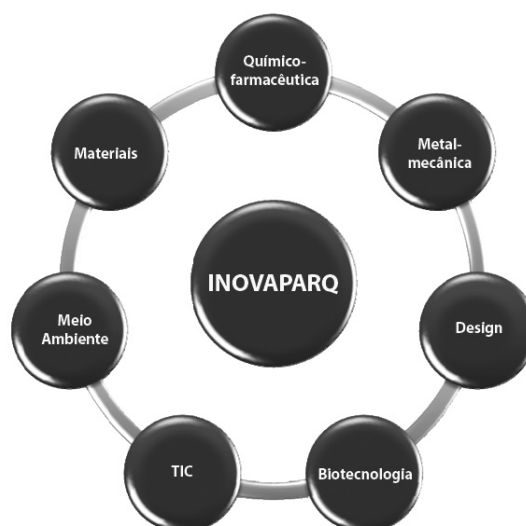 Químico-
farmacêutica
Metal-
mecânica
Design
Biotecnologia
TIC
Meio
Ambiente
Materiais
INOVAPARQ